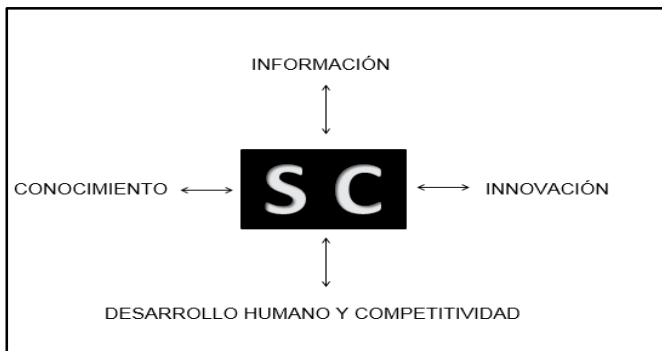 INFORMACIÓN
CONOCIMIENTO
S C
INNOVACIÓN
DESARROLLO HUMANO Y COMPETITIVIDAD